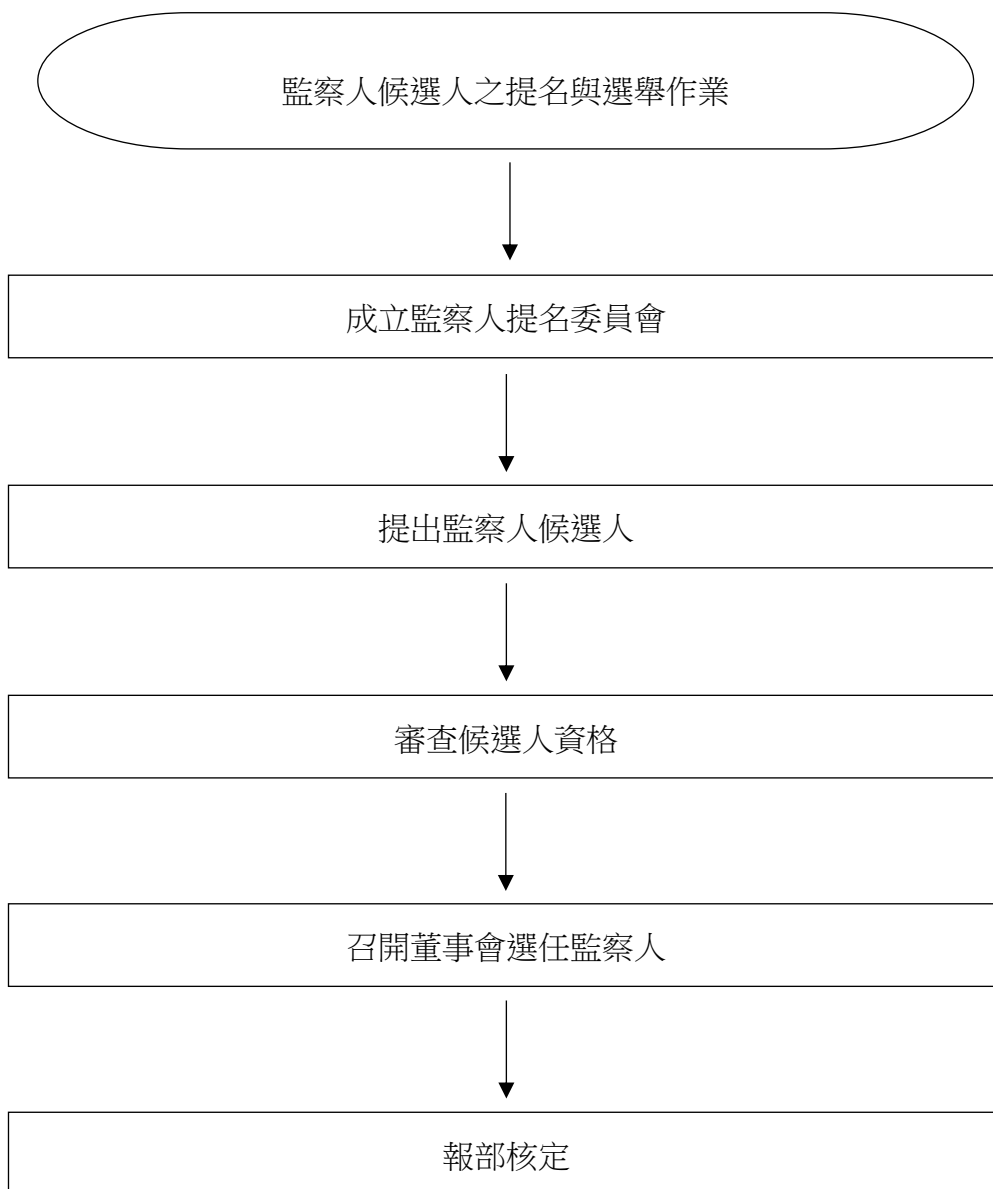 監察人候選人之提名與選舉作業
成立監察人提名委員會
提出監察人候選人
審查候選人資格
召開董事會選任監察人
報部核定